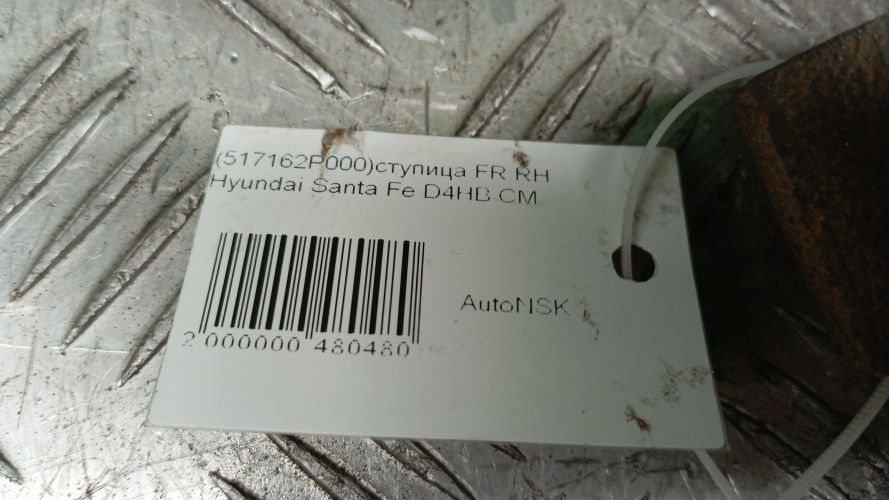 (517162P000)ступица FR RH
Hyundai Santa Fe D4HB CM
AutoNSK
2 000000 480480